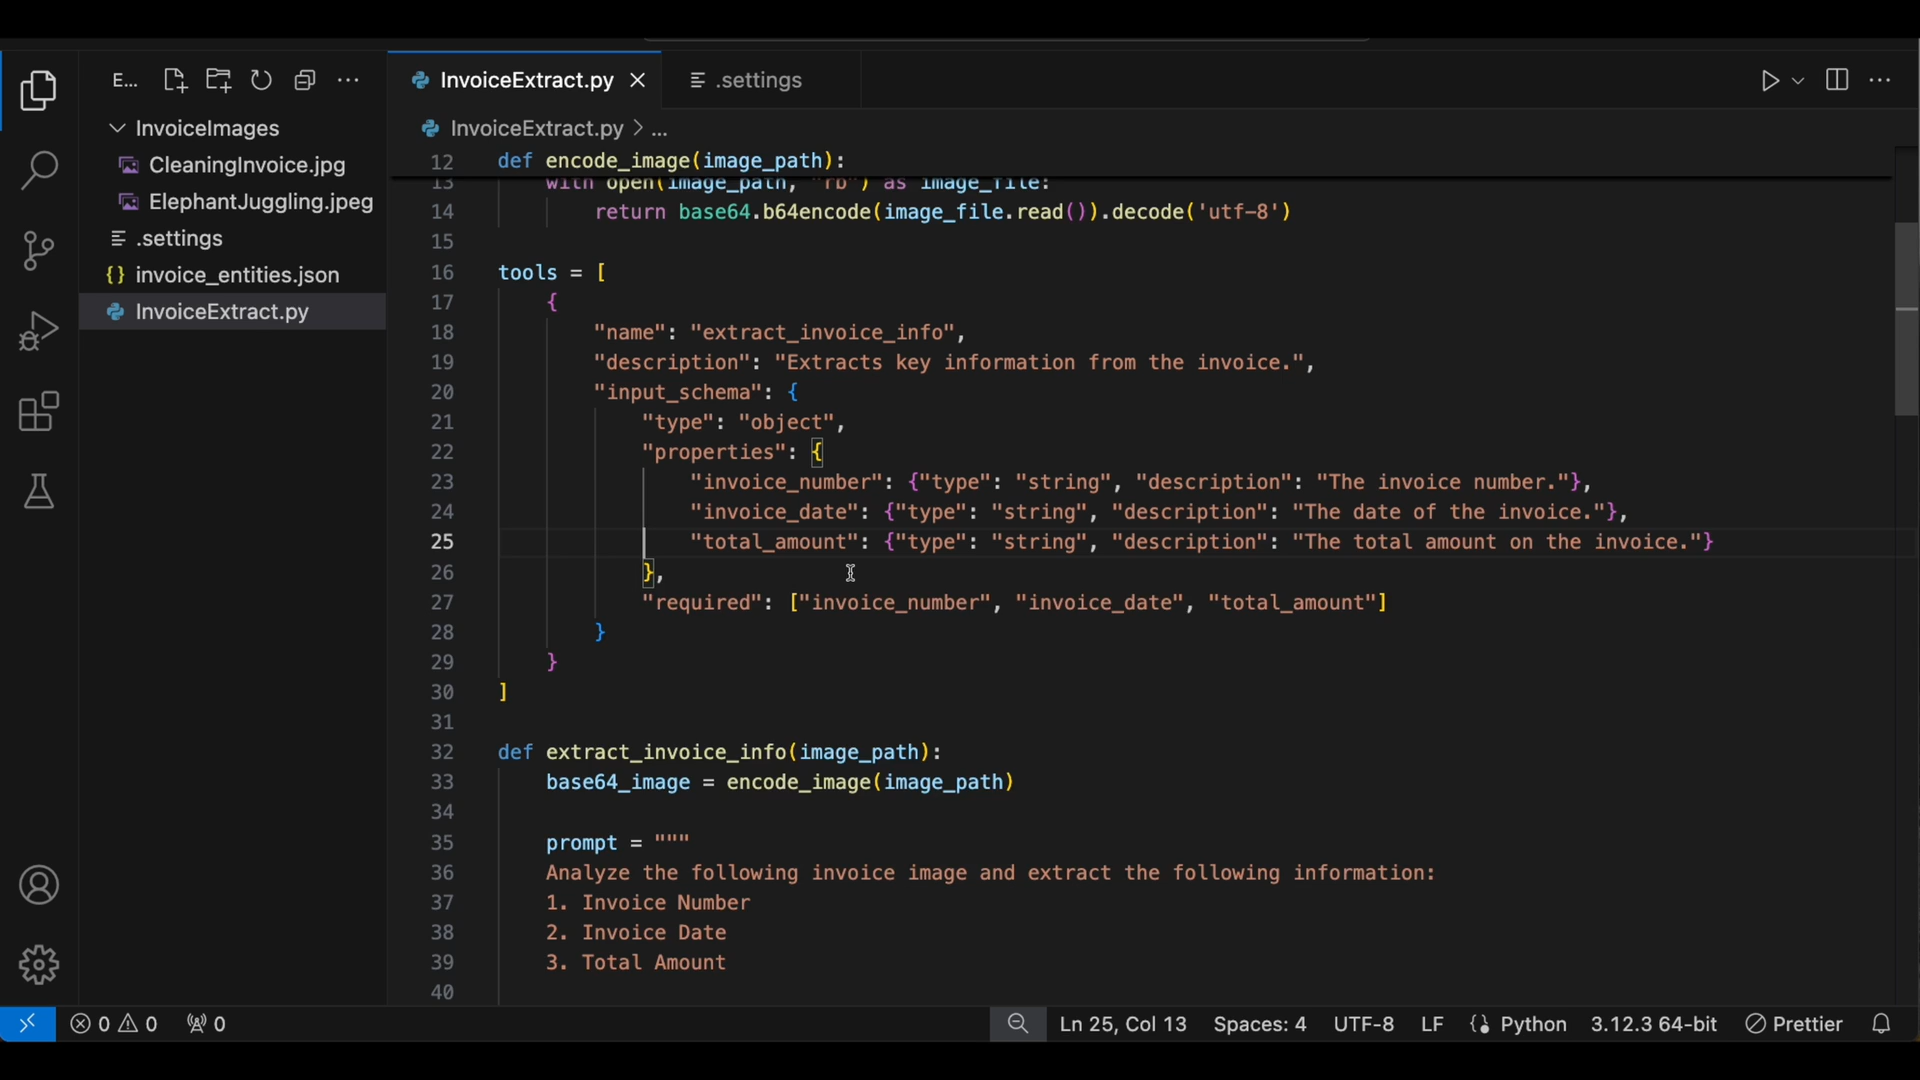 E...
InvoiceExtract.py
.settings
InvoiceImages
CleaningInvoice.jpg
ElephantJuggling.jpeg
.settings
{} invoice_entities.json
InvoiceExtract.py
InvoiceExtract.py > ...
12 def encode_image(image_path):
13 with open(image_path, "rb") as image_file:
14 return base64.b64encode(image_file.read()).decode('utf-8')
15
16 tools = [
17 {
18 "name": "extract_invoice_info",
19 "description": "Extracts key information from the invoice.",
20 "input_schema": {
21 "type": "object",
22 "properties": {
23 "invoice_number": {"type": "string", "description": "The invoice number."},
24 "invoice_date": {"type": "string", "description": "The date of the invoice."},
25 "total_amount": {"type": "string", "description": "The total amount on the invoice."}
26 },
27 "required": ["invoice_number", "invoice_date", "total_amount"]
28 }
29 }
30 ]
31
32 def extract_invoice_info(image_path):
33 base64_image = encode_image(image_path)
34
35 prompt = """
36 Analyze the following invoice image and extract the following information:
37 1. Invoice Number
38 2. Invoice Date
39 3. Total Amount
40
0 0 0 Ln 25, Col 13 Spaces: 4 UTF-8 LF Python 3.12.3 64-bit Prettier